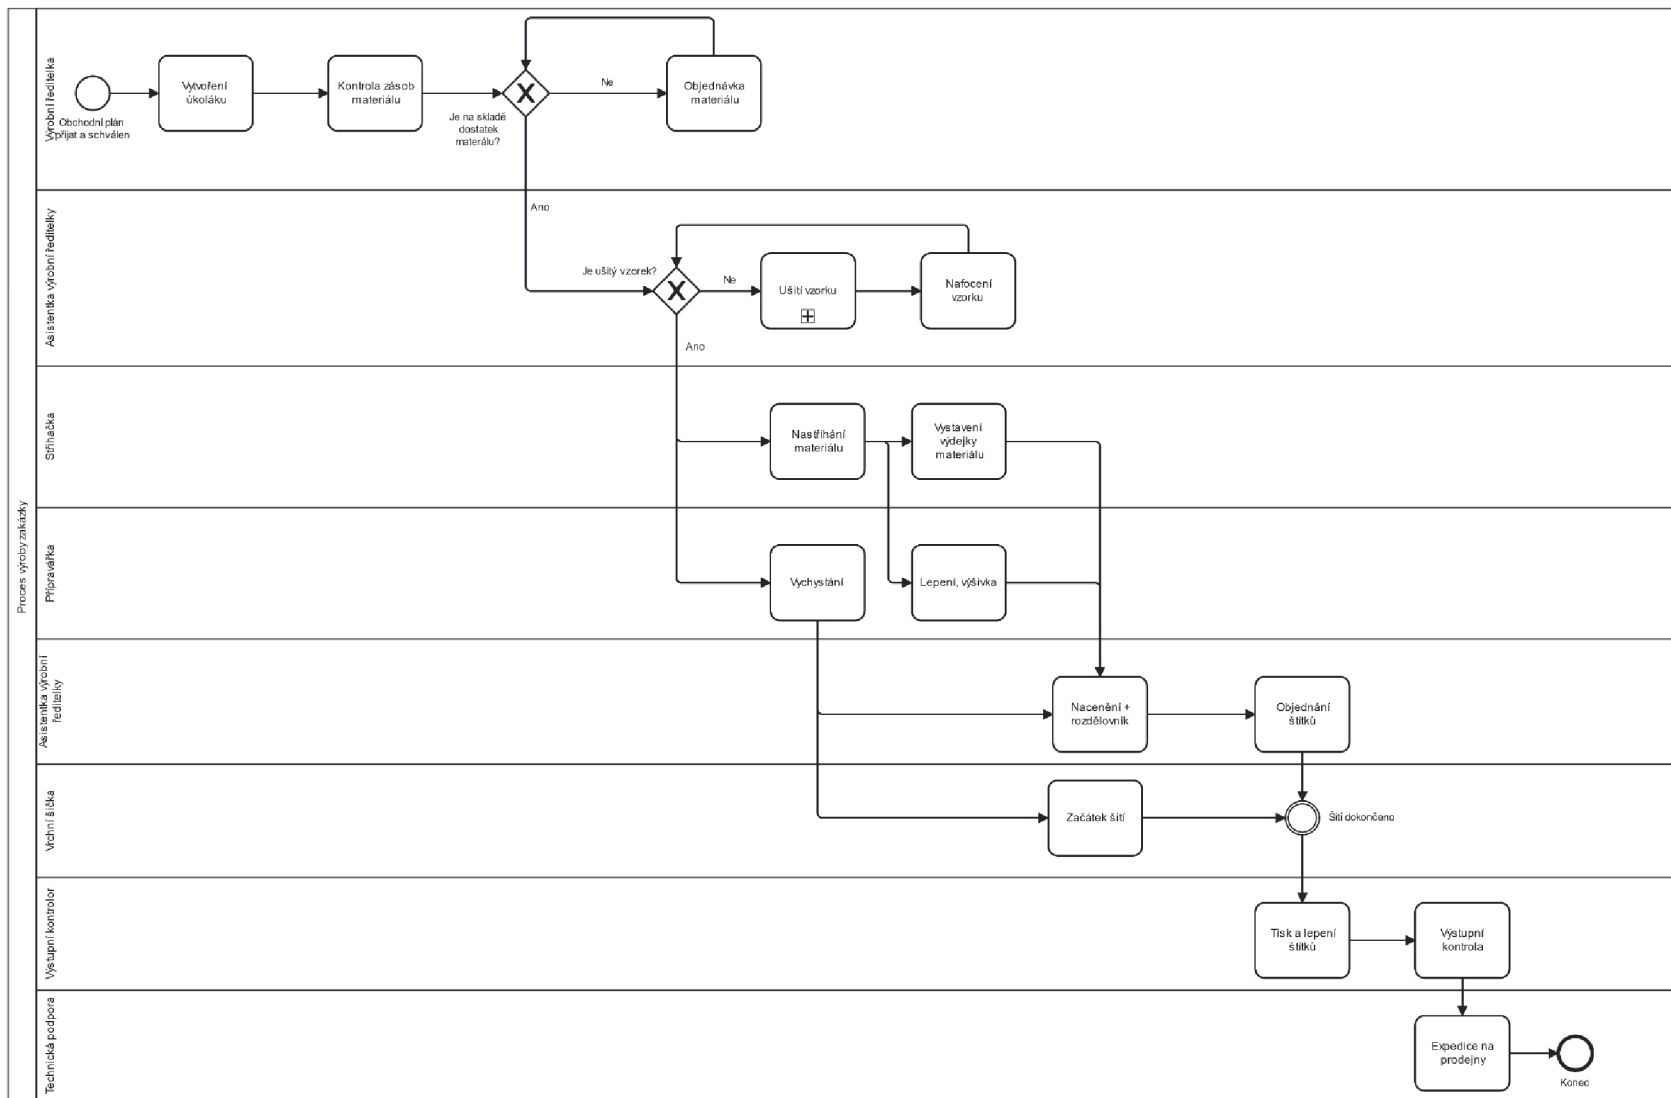 Proces výroby zakázky
Výrobní ředitelka
Obchodní plán
přijat a schválen
Vytvoření
úkoláku
Kontrola zásob
materiálu
Je na skladě
dostatek
materálu?
Ne
Objednávka
materiálu
Ano
Asistentka výrobní ředitelky
Je ušitý vzorek?
Ne
Ušití vzorku
Nafocení
vzorku
Ano
Střihačka
Nastříhání
materiálu
Vystavení
výdejky
materiálu
Přípravářka
Vychystání
Lepení, výšivka
Asistentka výrobní
ředitelky
Nacenění +
rozdělovník
Objednání
štítků
Vrchní šička
Začátek šití
Šití dokončeno
Výstupní kontrolor
Tisk a lepení
štítků
Výstupní
kontrola
Technická podpora
Expedice na
prodejny
Konec